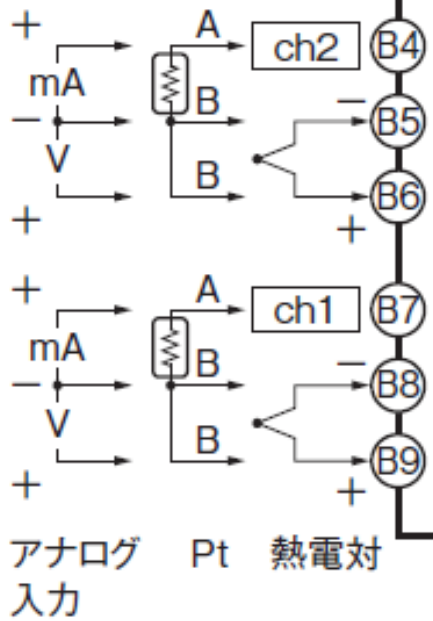 + A ch2 B4
mA
− B − B5
V
B B6
+ +
+ A ch1 B7
mA
− B − B8
V
B B9
+ +
アナログ Pt 熱電対
入力